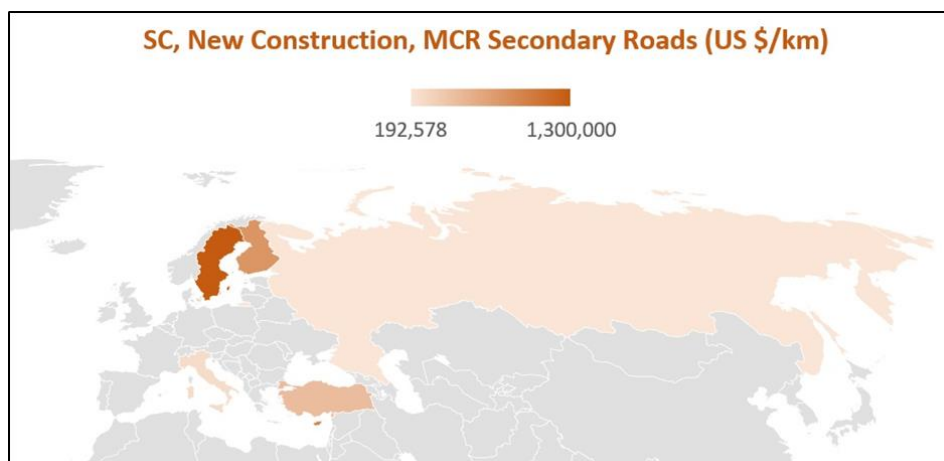 SC, New Construction, MCR Secondary Roads (US $/km)
192,578 1,300,000